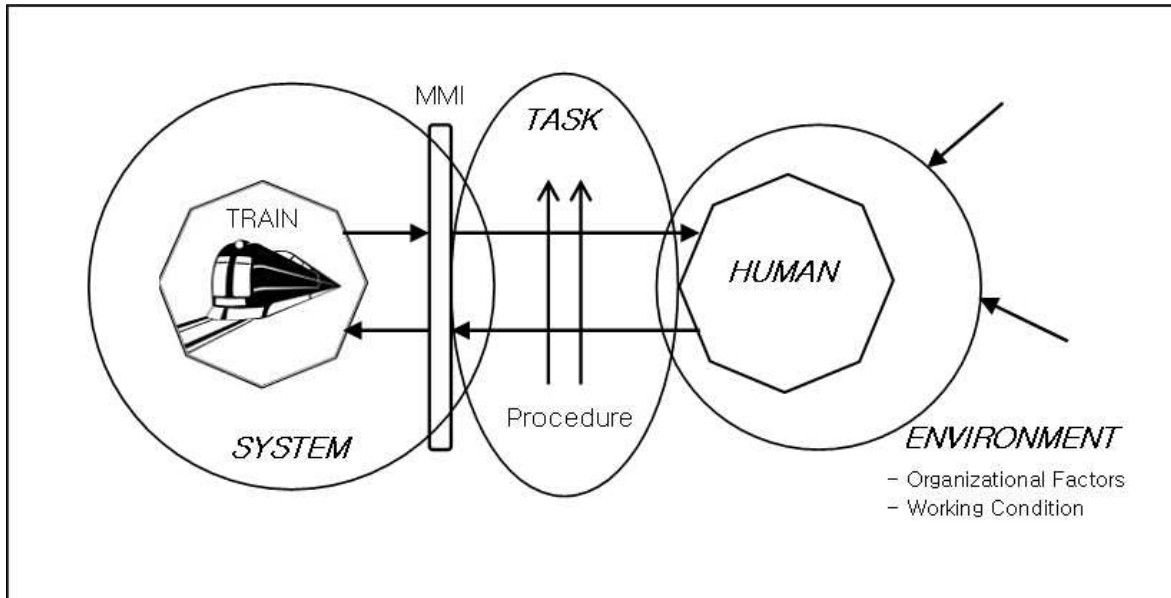 MMI
TASK
TRAIN
HUMAN
Procedure
SYSTEM
ENVIRONMENT
- Organizational Factors
- Working Condition